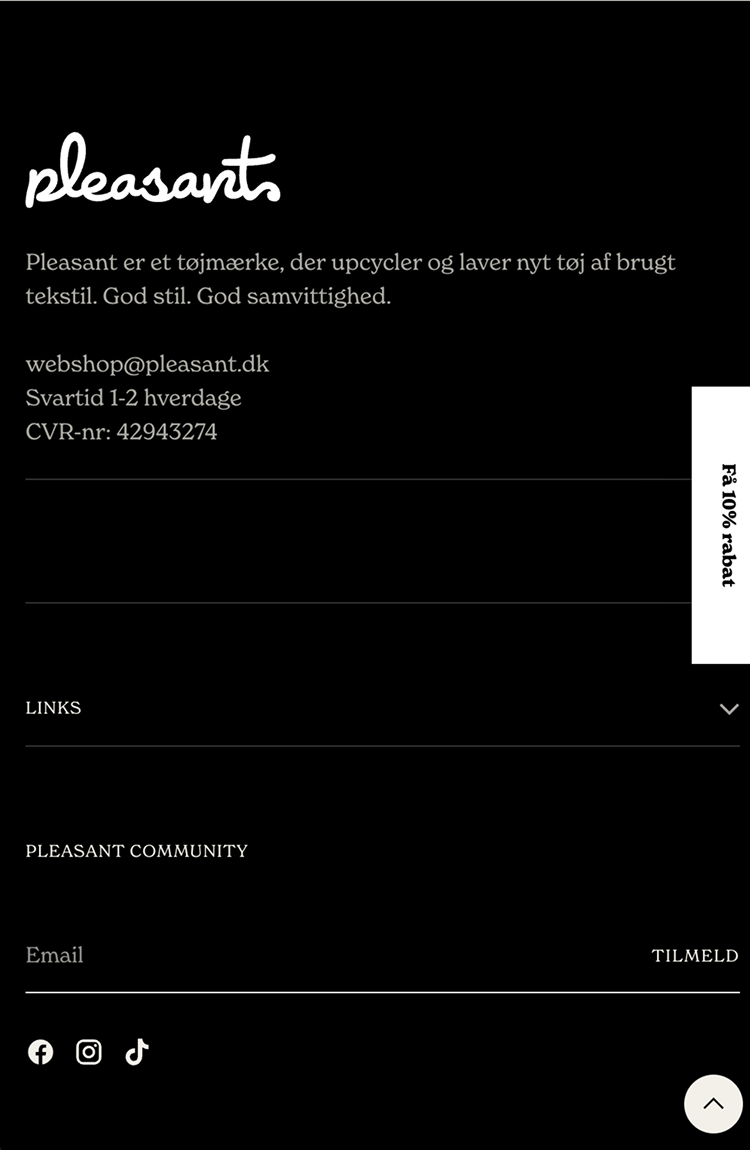 pleasant
Pleasant er et tøjmærke, der upcycler og laver nyt tøj af brugt
tekstil. God stil. God samvittighed.
webshop@pleasant.dk
Svartid 1-2 hverdage
CVR-nr: 42943274
Få 10% rabat
LINKS
PLEASANT COMMUNITY
Email
TILMELD